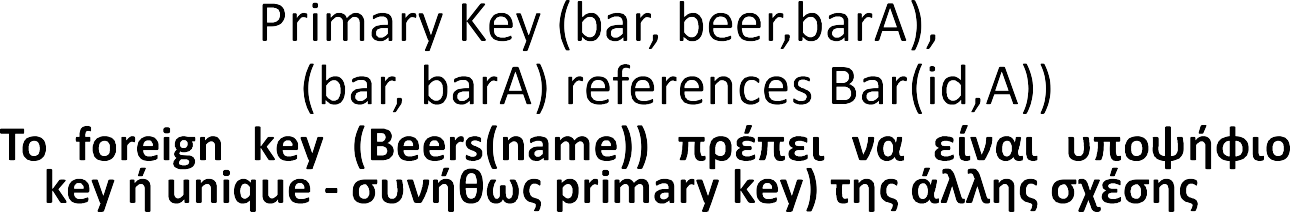 Primary Key (bar, beer,barA),
(bar, barA) references Bar(id,A))
Το foreign key (Beers(name)) πρέπει να είναι υποψήφιο
key ή unique - συνήθως primary key) της άλλης σχέσης